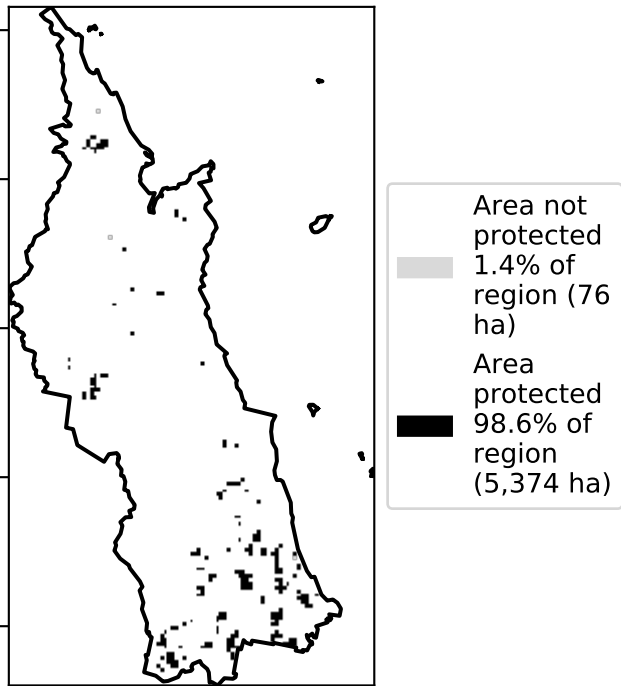 Area not
protected
1.4% of
region (76
ha)
Area
protected
98.6% of
region
(5,374 ha)